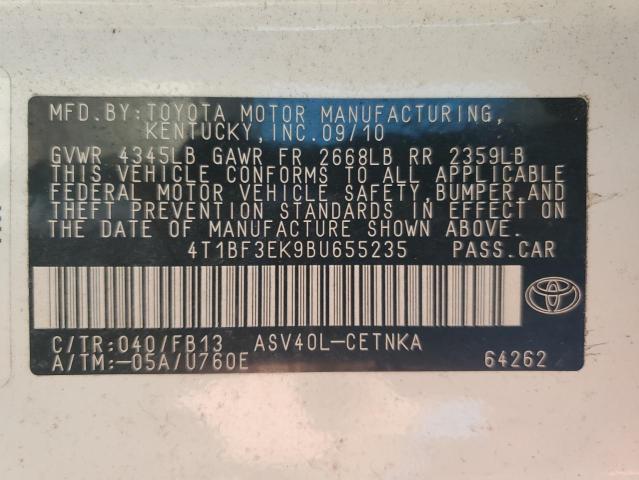 MFD.BY:TOYOTA MOTOR MANUFACTURING,
KENTUCKY,INC.09/10
GVWR 4345LB GAWR FR 2668LB RR 2359LB
THIS VEHICLE CONFORMS TO ALL APPLICABLE
FEDERAL MOTOR VEHICLE SAFETY,BUMPER,AND
THEFT PREVENTION STANDARDS IN EFFECT ON
THE DATE OF MANUFACTURE SHOWN ABOVE.
4T1BF3EK9BU655235 PASS.CAR
C/TR:040/FB13 ASV40L-CETNKA
A/TM:-05A/U760E 64262